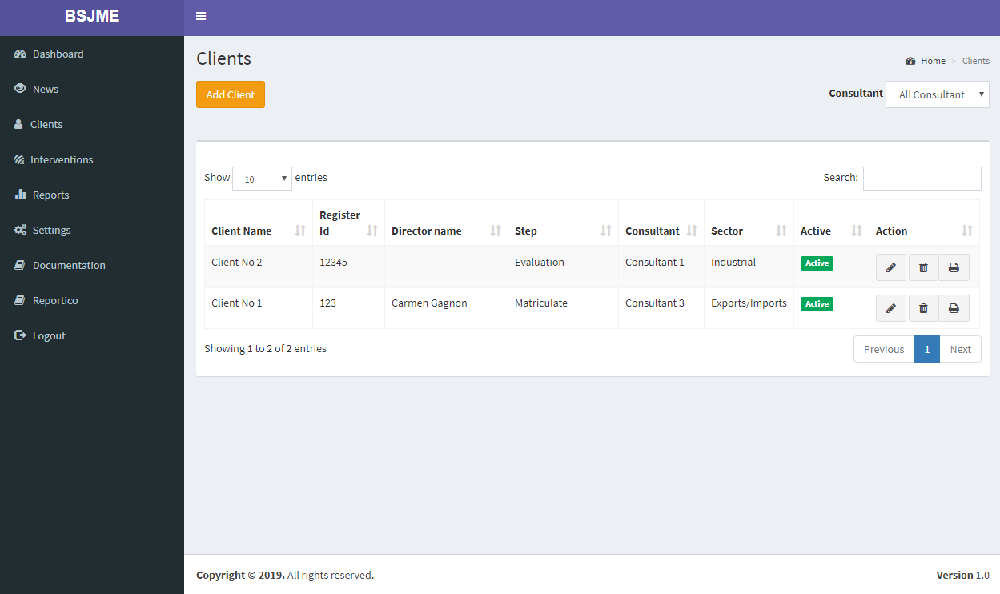 BSJME
Dashboard
News
Clients
Interventions
Reports
Settings
Documentation
Reportico
Logout
Clients
Home > Clients
Add Client
Consultant All Consultant
Show 10 entries
Search:
Client Name Register Id Director name Step Consultant Sector Active Action
Client No 2 12345 Evaluation Consultant 1 Industrial Active
Client No 1 123 Carmen Gagnon Matriculate Consultant 3 Exports/Imports Active
Showing 1 to 2 of 2 entries
Previous 1 Next
Copyright © 2019. All rights reserved.
Version 1.0